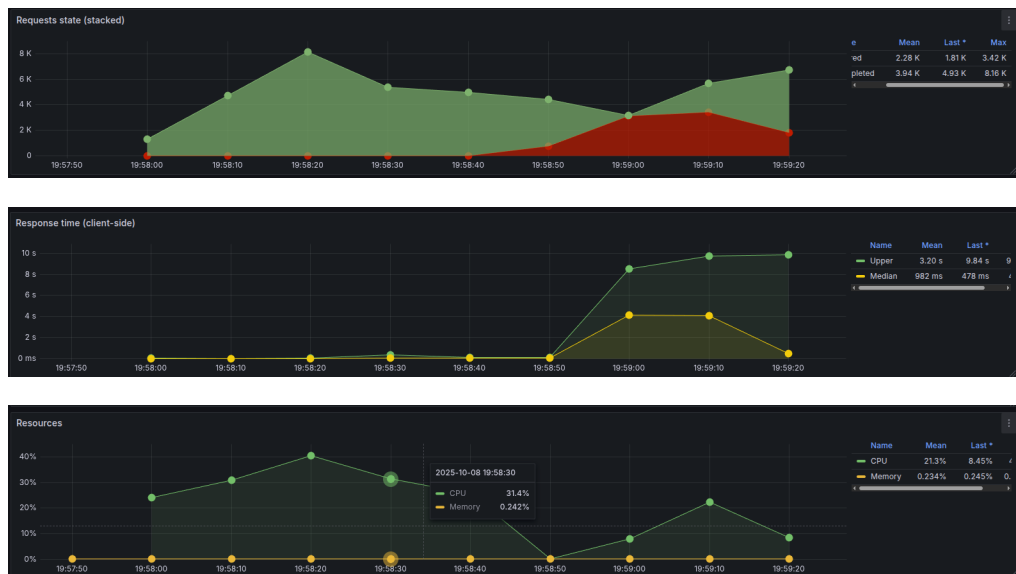 Requests state (stacked)
8 K
6 K
4 K
2 K
0
19:57:50 19:58:00 19:58:10 19:58:20 19:58:30 19:58:40 19:58:50 19:59:00 19:59:10 19:59:20
e Mean Last * Max
red 2.28 K 1.81 K 3.42 K
pleted 3.94 K 4.93 K 8.16 K
Response time (client-side)
10 s
8 s
6 s
4 s
2 s
0 ms
19:57:50 19:58:00 19:58:10 19:58:20 19:58:30 19:58:40 19:58:50 19:59:00 19:59:10 19:59:20
Name Mean Last *
Upper 3.20 s 9.84 s 9
Median 982 ms 478 ms
Resources
40%
30%
20%
10%
0%
19:57:50 19:58:00 19:58:10 19:58:20 19:58:30 19:58:40 19:58:50 19:59:00 19:59:10 19:59:20
2025-10-08 19:58:30
CPU 31.4%
Memory 0.242%
Name Mean Last *
CPU 21.3% 8.45%
Memory 0.234% 0.245% 0.